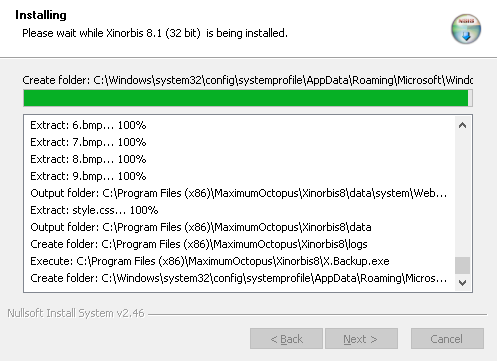 Installing
Please wait while Xinorbis 8.1 (32 bit) is being installed.
Create folder: C:\Windows\system32\config\systemprofile\AppData\Roaming\Microsoft\Windo
Extract: 6.bmp... 100%
Extract: 7.bmp... 100%
Extract: 8.bmp... 100%
Extract: 9.bmp... 100%
Output folder: C:\Program Files (x86)\MaximumOctopus\Xinorbis8\data\system\Web...
Extract: style.css... 100%
Output folder: C:\Program Files (x86)\MaximumOctopus\Xinorbis8\data
Create folder: C:\Program Files (x86)\MaximumOctopus\Xinorbis8\logs
Execute: C:\Program Files (x86)\MaximumOctopus\Xinorbis8\X.Backup.exe
Create folder: C:\Windows\system32\config\systemprofile\AppData\Roaming\Micros...
Nullsoft Install System v2.46
< Back
Next >
Cancel